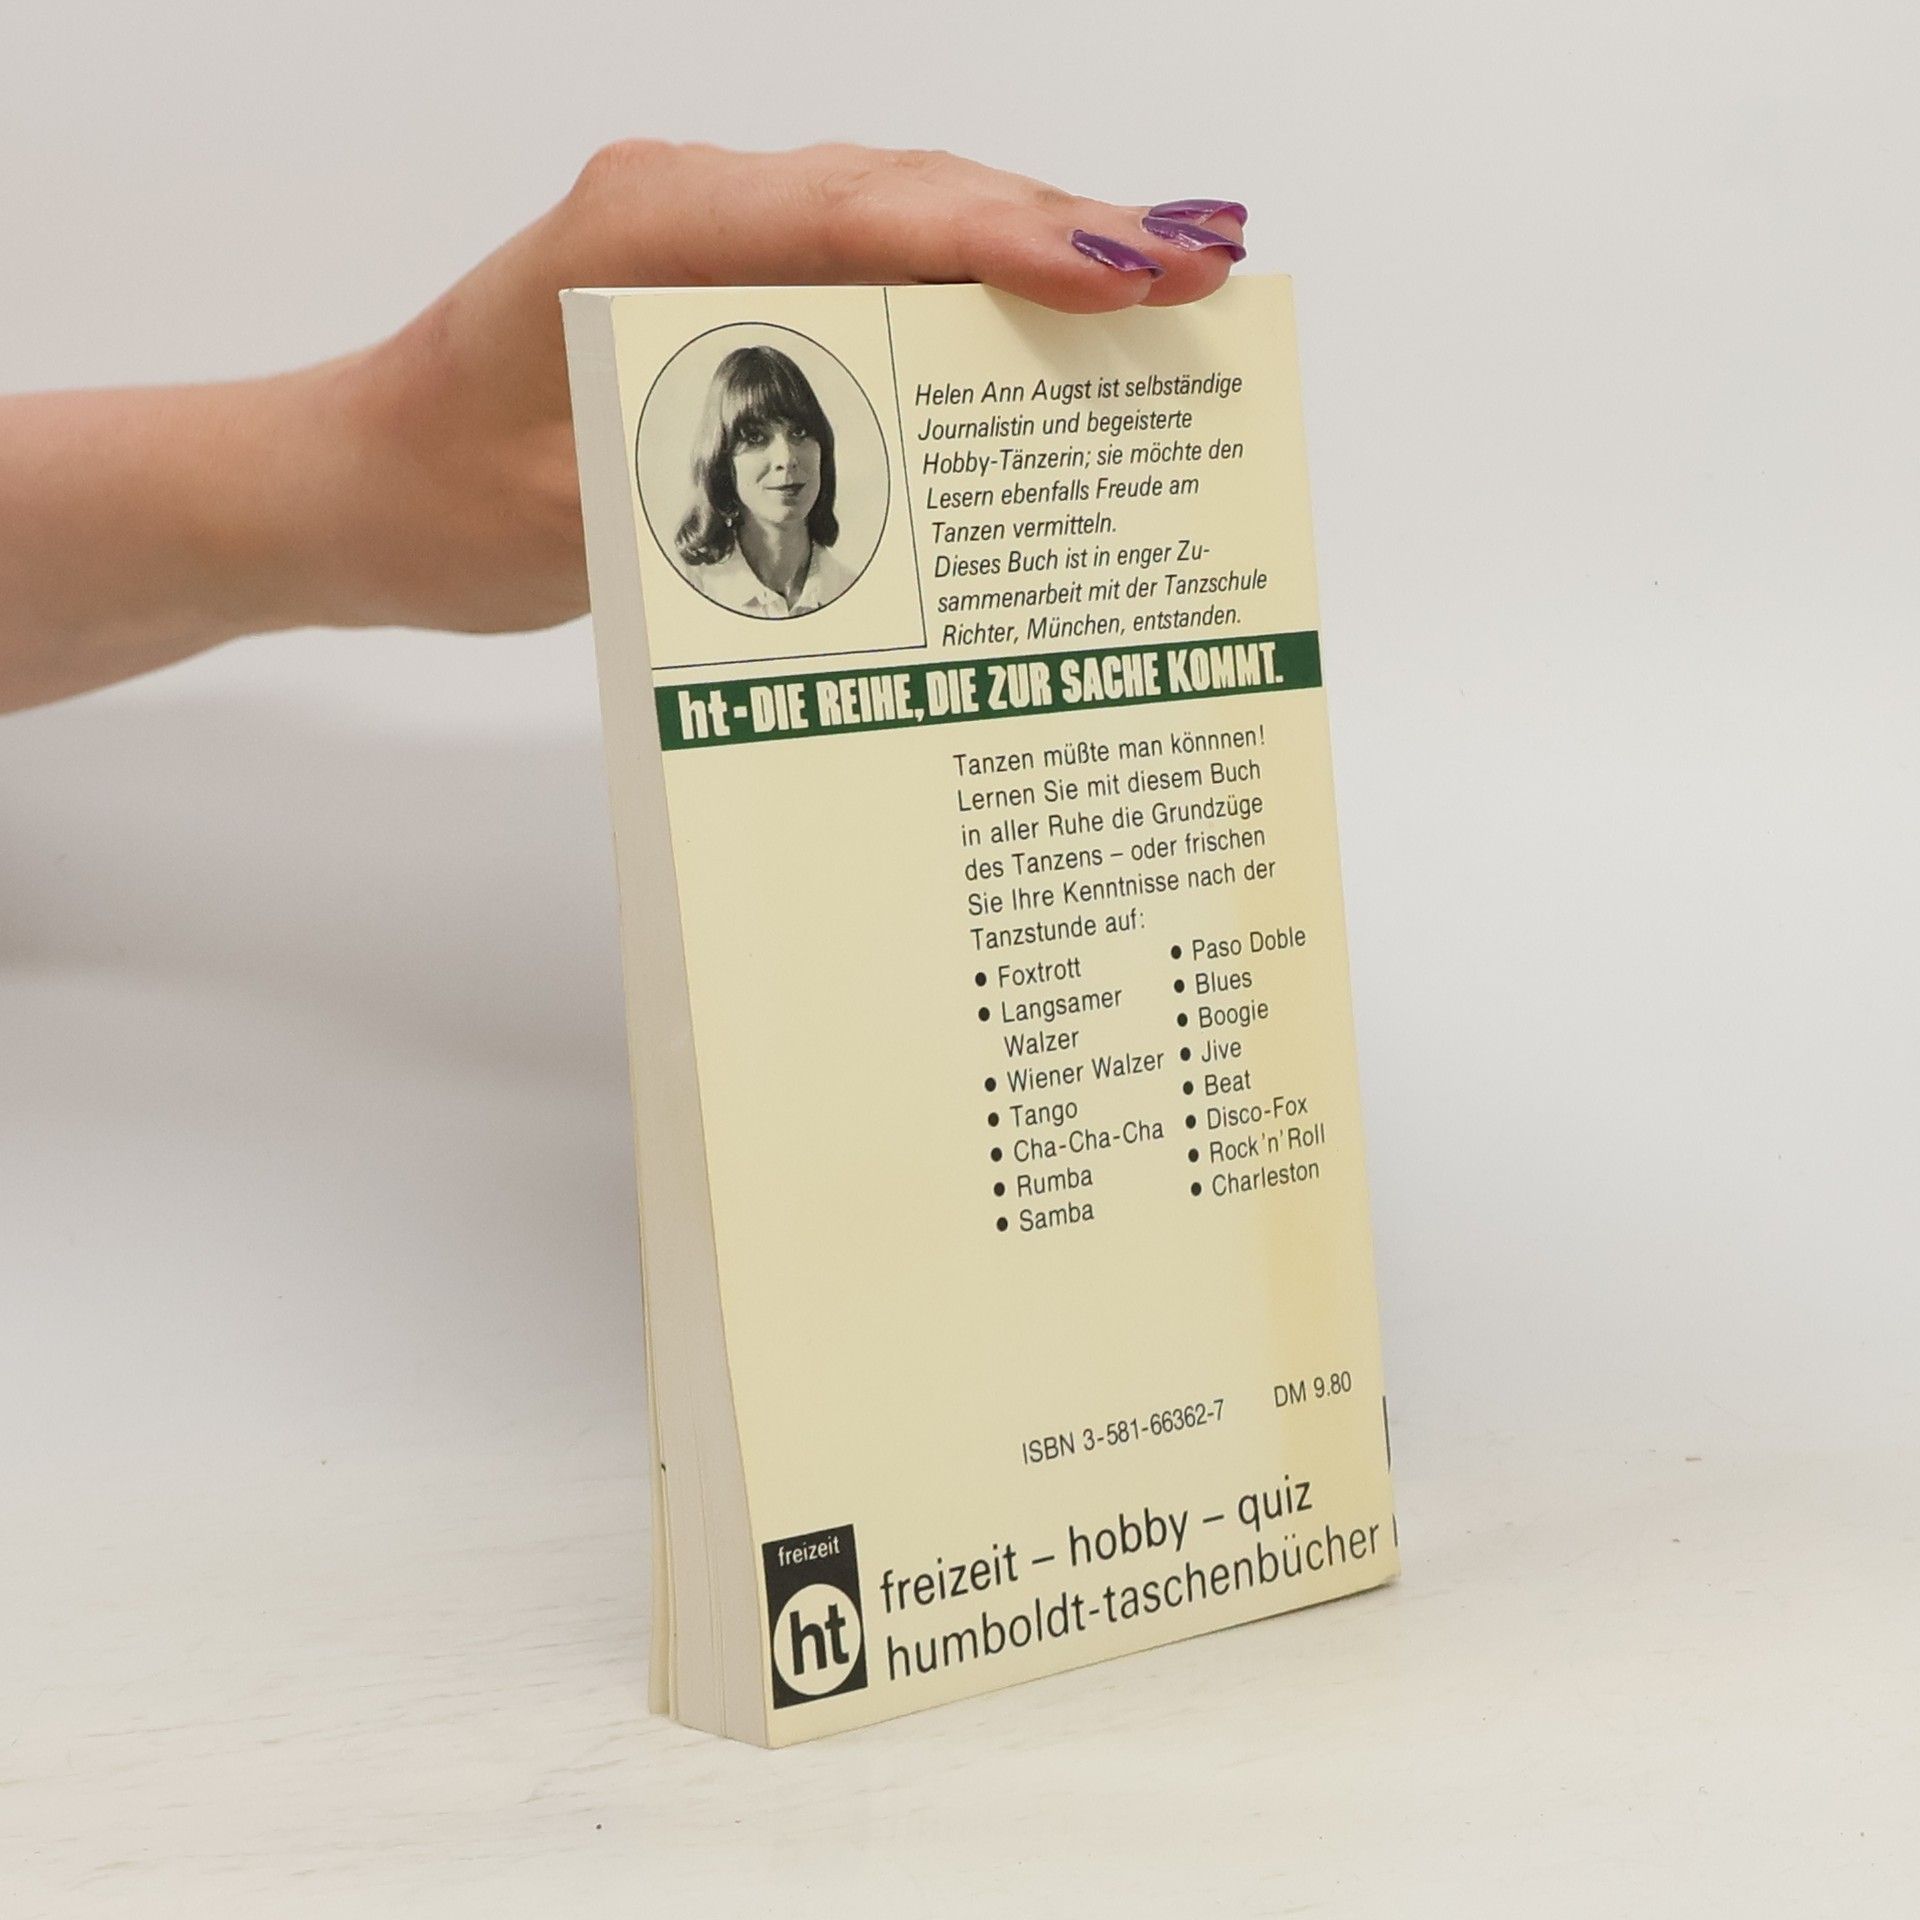 Helen Ann Augst ist selbständige
Journalistin und begeisterte
Hobby-Tänzerin; sie möchte den
Lesern ebenfalls Freude am
Tanzen vermitteln.
Dieses Buch ist in enger Zu-
sammenarbeit mit der Tanzschule
Richter, München, entstanden.
ht-DIE REIHE, DIE ZUR SACHE KOMMT.
Tanzen müßte man könnnen!
Lernen Sie mit diesem Buch
in aller Ruhe die Grundzüge
des Tanzens – oder frischen
Sie Ihre Kenntnisse nach der
Tanzstunde auf:
● Foxtrott
● Langsamer
Walzer
● Wiener Walzer
● Tango
● Cha-Cha-Cha
● Rumba
● Samba
● Paso Doble
● Blues
● Boogie
● Jive
● Beat
● Disco-Fox
● Rock'n'Roll
● Charleston
ISBN 3-581-66362-7 DM 9.80
freizeit
ht
freizeit – hobby – quiz
humboldt-taschenbücher